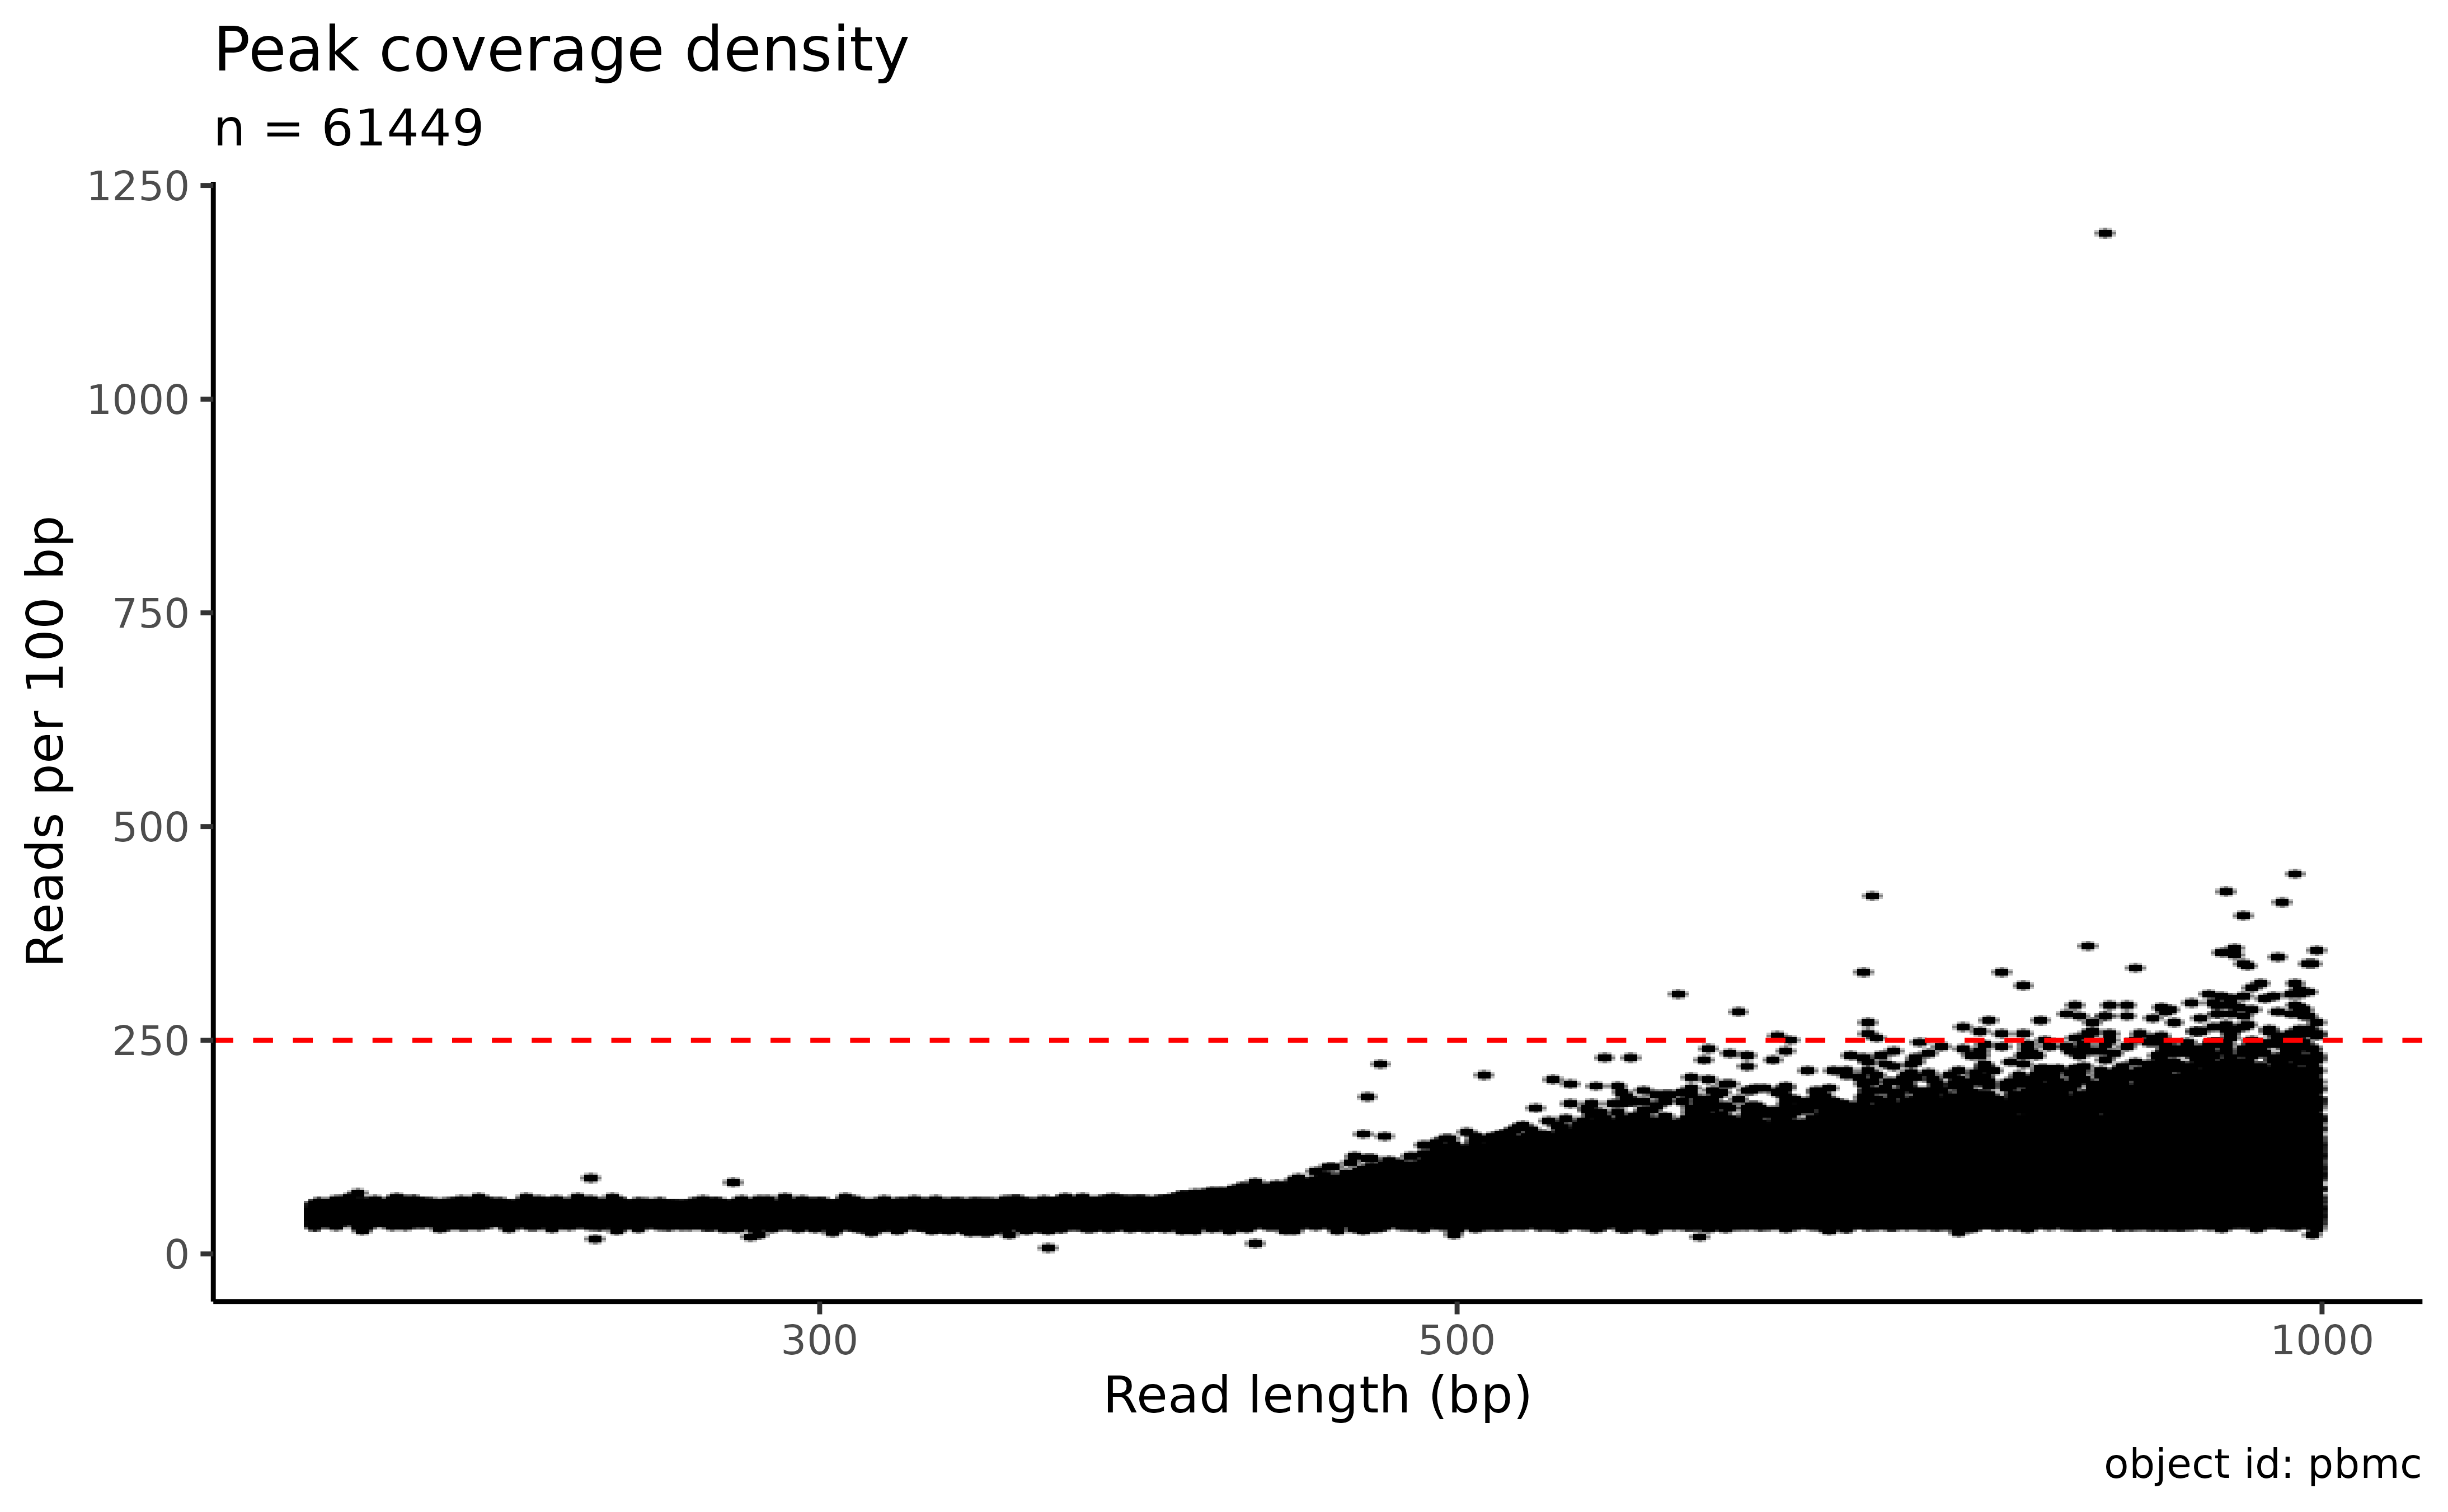 Peak coverage density
n = 61449
1250
1000
750
500
250
0
Reads per 100 bp
300 500 1000
Read length (bp)
object id: pbmc